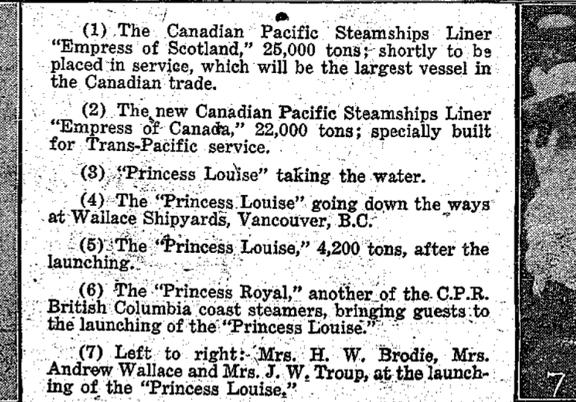 (1) The Canadian Pacific Steamships Liner
"Empress of Scotland," 25,000 tons; shortly to be
placed in service, which will be the largest vessel in
the Canadian trade.
(2) The new Canadian Pacific Steamships Liner
"Empress of Canada," 22,000 tons; specially built
for Trans-Pacific service.
(3) "Princess Louise" taking the water.
(4) The "Princess Louise" going down the ways
at Wallace Shipyards, Vancouver, B.C.
(5) The "Princess Louise," 4,200 tons, after the
launching.
(6) The "Princess Royal," another of the C.P.R.
British Columbia coast steamers, bringing guests to
the launching of the "Princess Louise."
(7) Left to right: Mrs. H. W. Brodie, Mrs.
Andrew Wallace and Mrs. J. W. Troup, at the launch-
ing of the "Princess Louise."
7